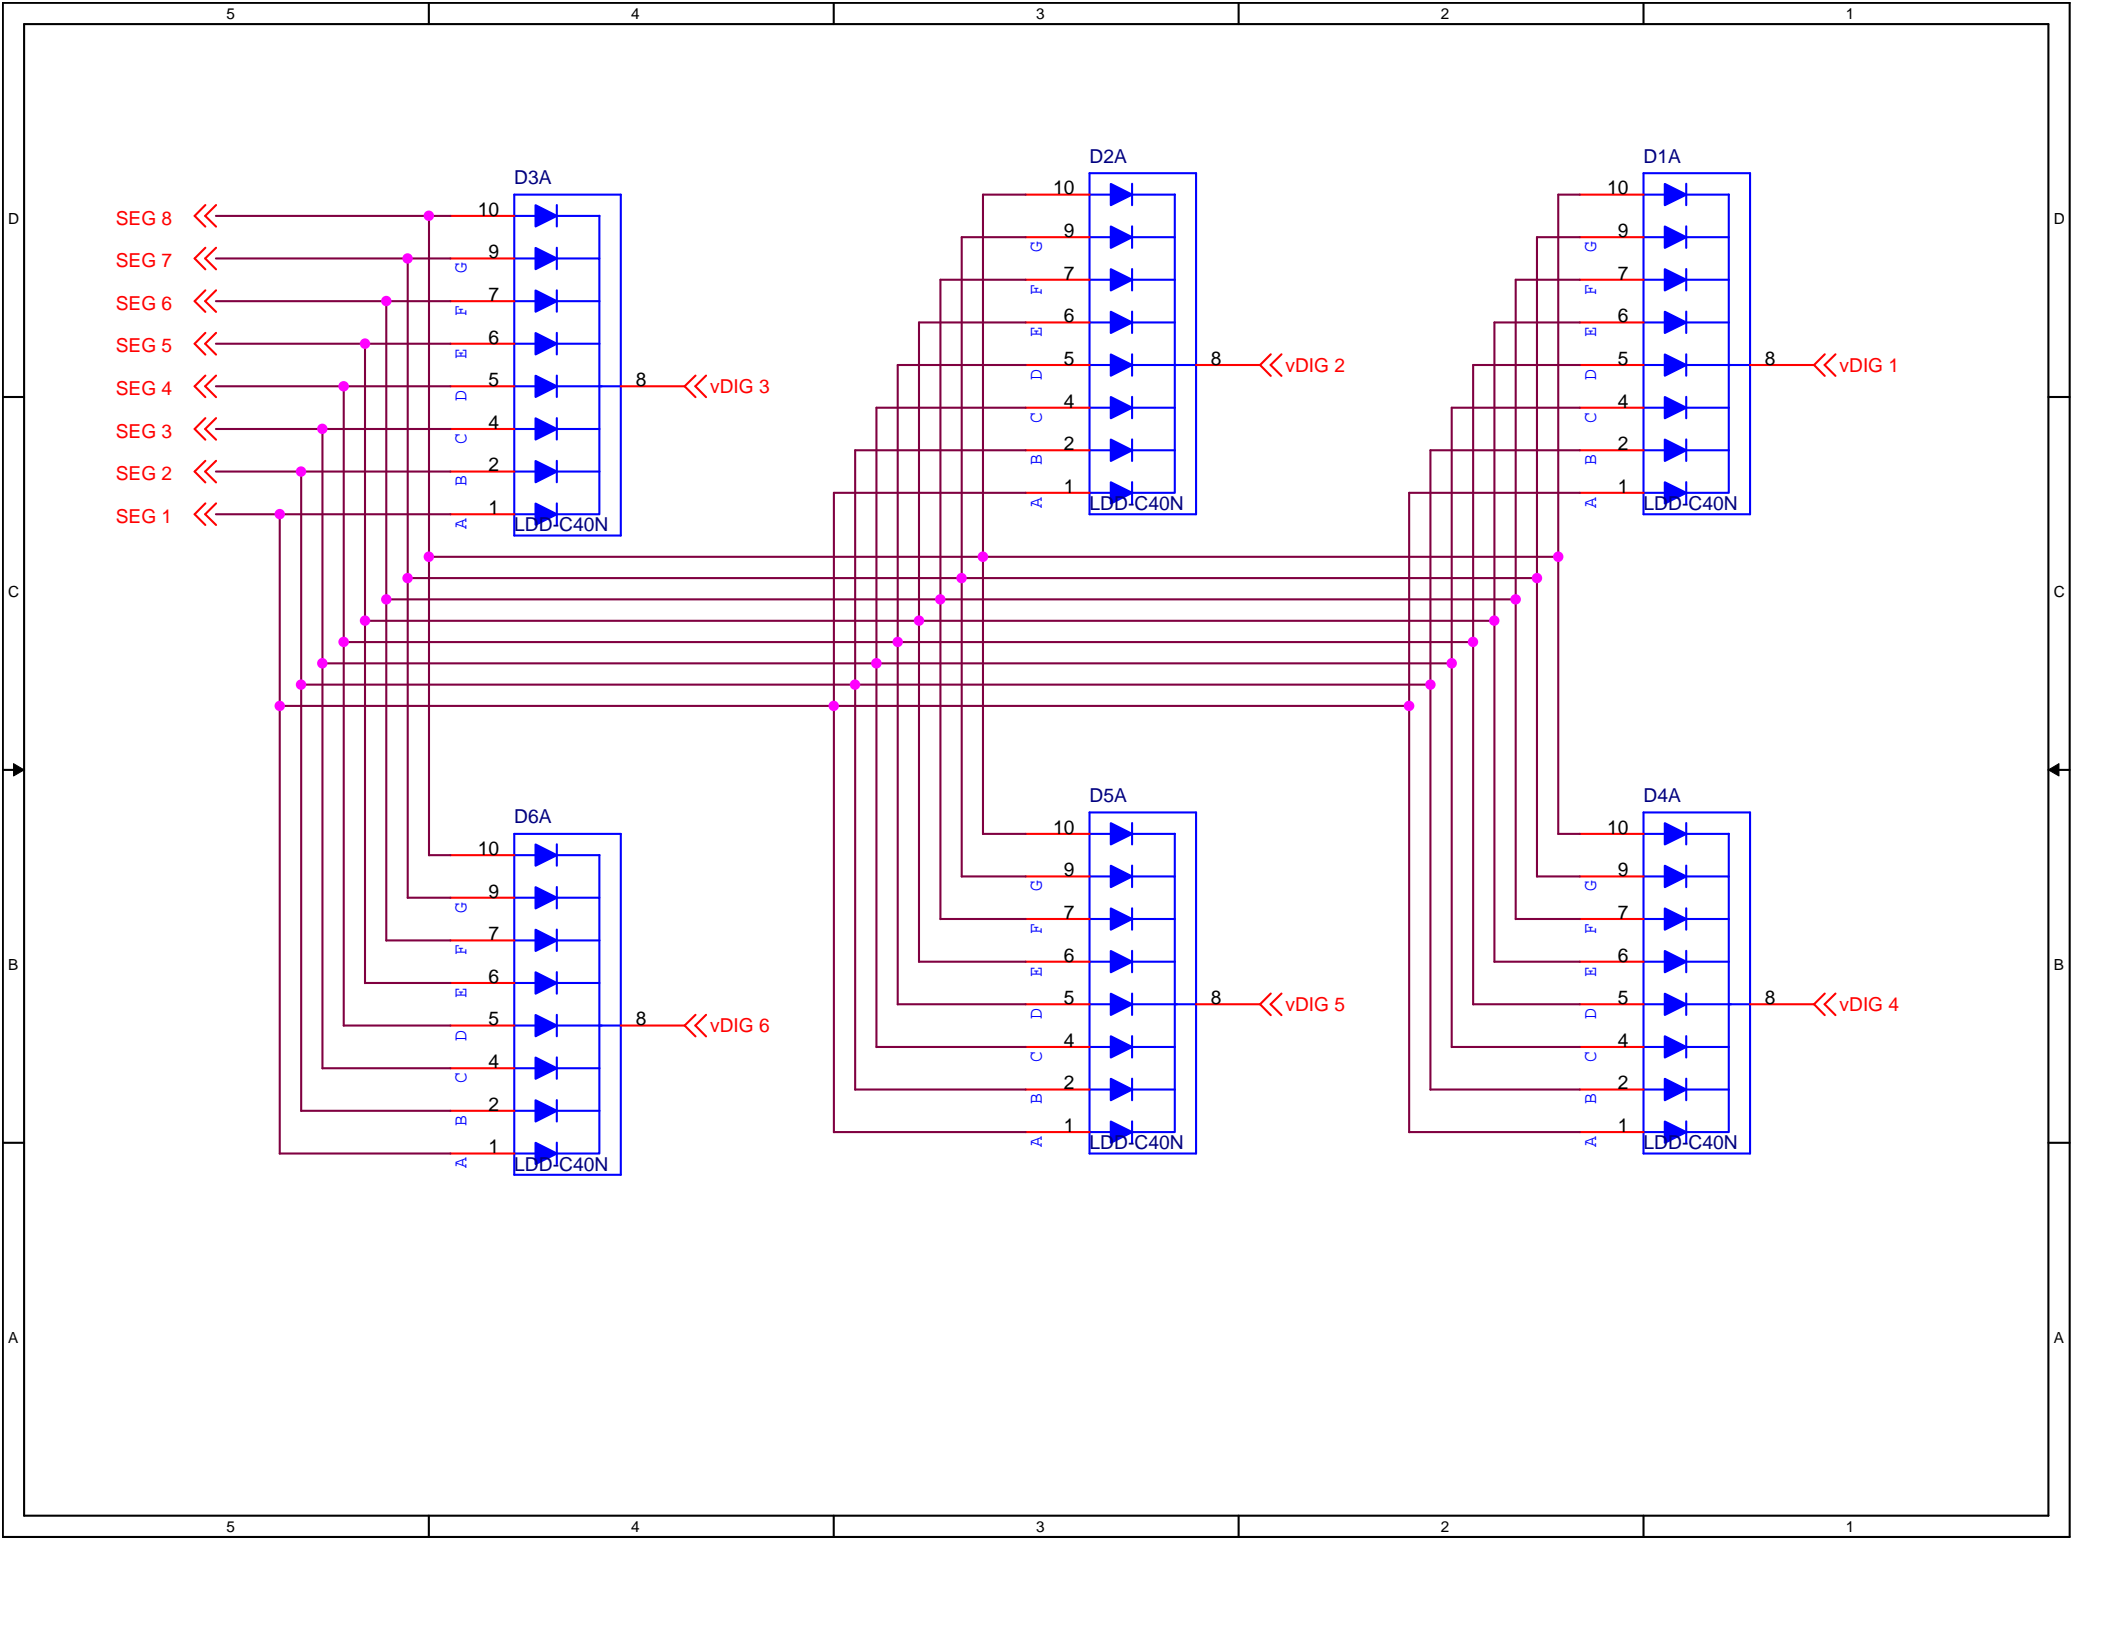 5 4 3 2 1
D D
C C
B B
A A
5 4 3 2 1
SEG 8
SEG 7
SEG 6
SEG 5
SEG 4
SEG 3
SEG 2
SEG 1
D3A
10
9 G
7 F
6 E
5 D
4 C
2 B
1 A
LDD-C40N
8 vDIG 3
D2A
10
9 G
7 F
6 E
5 D
4 C
2 B
1 A
LDD-C40N
8 vDIG 2
D1A
10
9 G
7 F
6 E
5 D
4 C
2 B
1 A
LDD-C40N
8 vDIG 1
D6A
10
9 G
7 F
6 E
5 D
4 C
2 B
1 A
LDD-C40N
8 vDIG 6
D5A
10
9 G
7 F
6 E
5 D
4 C
2 B
1 A
LDD-C40N
8 vDIG 5
D4A
10
9 G
7 F
6 E
5 D
4 C
2 B
1 A
LDD-C40N
8 vDIG 4